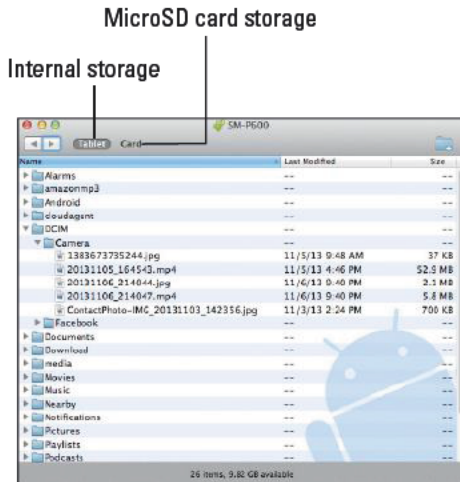 MicroSD card storage
Internal storage
SM-P600
Tablet Card
Name Last Modified Size
Alarms -- --
amazonmp3 -- --
Android -- --
cloudagent -- --
DCIM -- --
Camera -- --
1383673735244.jpg 11/5/13 9:48 AM 37 KB
20131105_164543.mp4 11/5/13 4:46 PM 52.9 MB
20131106_214044.jpg 11/6/13 9:40 PM 2.1 MB
20131106_214047.mp4 11/6/13 9:40 PM 5.8 MB
ContactPhoto-IMG_20131103_142356.jpg 11/3/13 2:24 PM 700 KB
Facebook -- --
Documents -- --
Download -- --
media -- --
Movies -- --
Music -- --
Nearby -- --
Notifications -- --
Pictures -- --
Playlists -- --
Podcasts -- --
26 items, 9.82 GB available